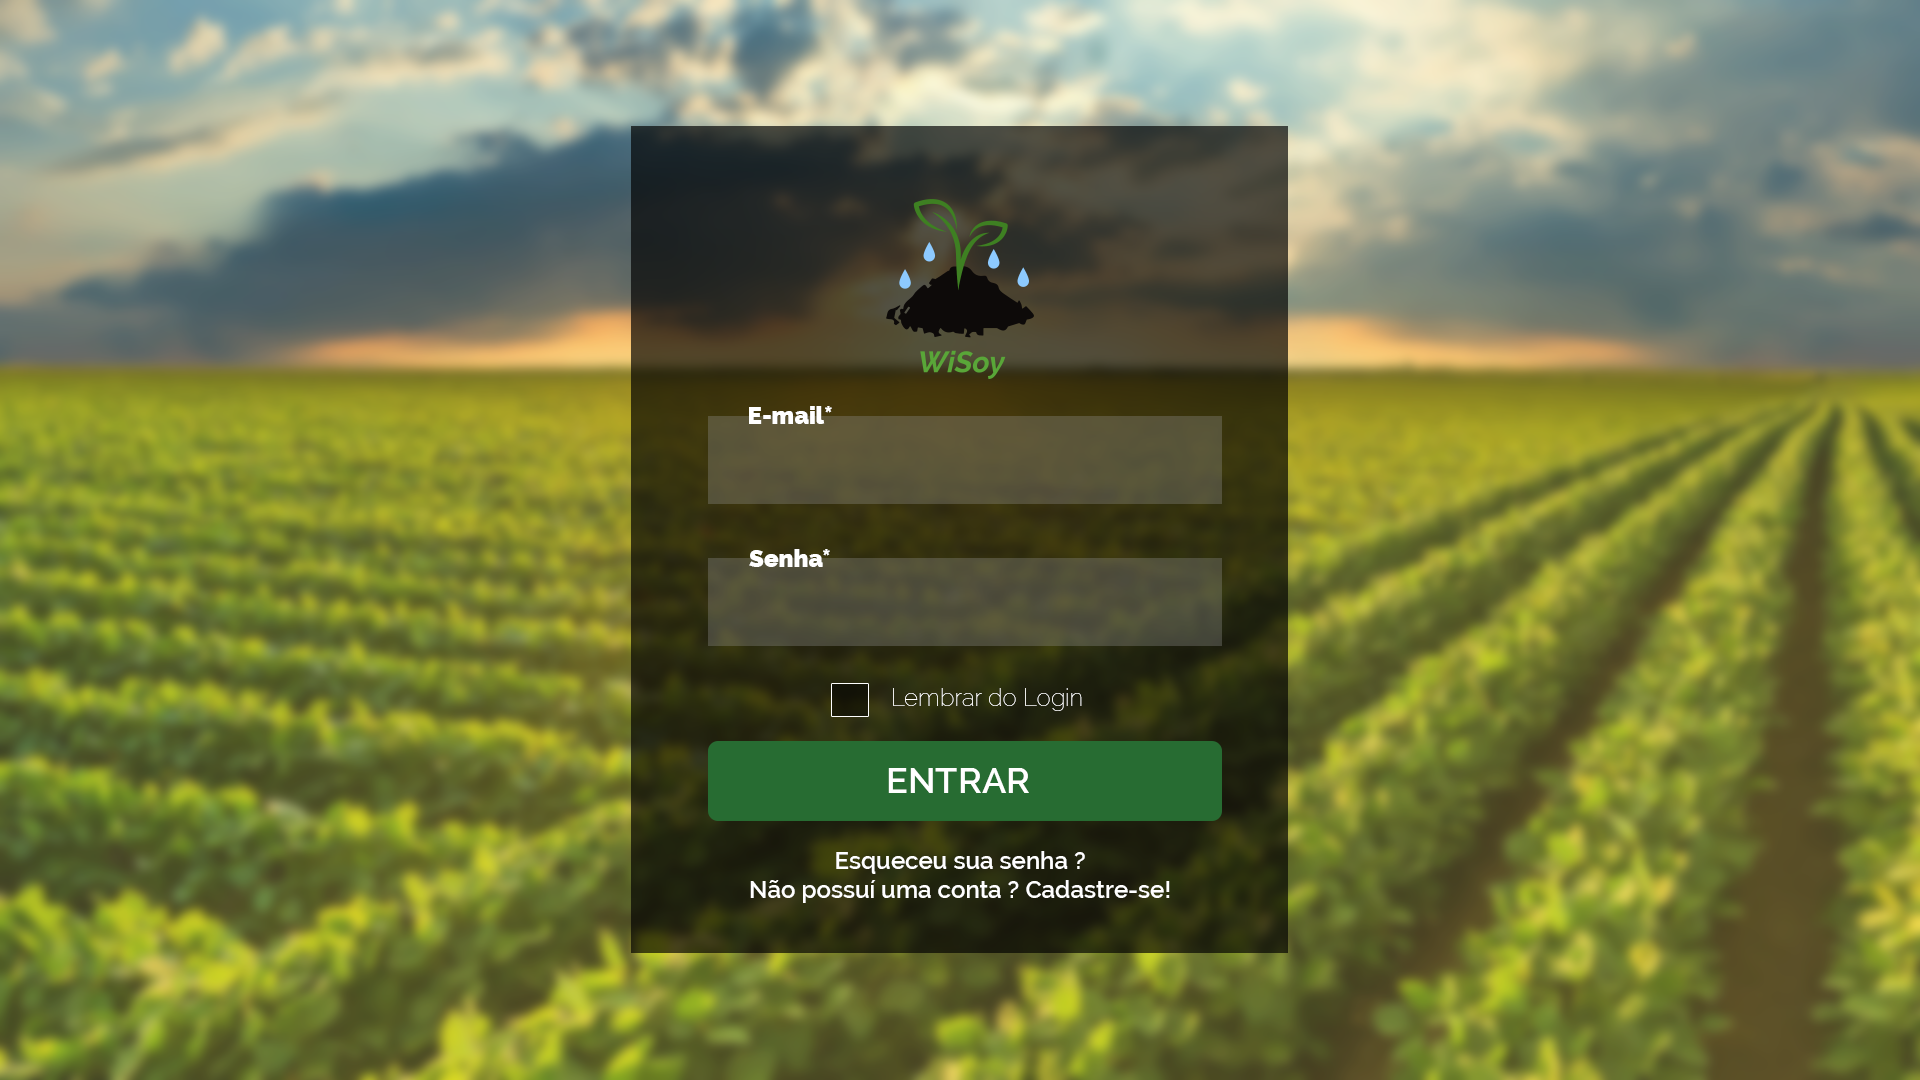 WiSoy
E-mail*
Senha*
Lembrar do Login
ENTRAR
Esqueceu sua senha ?
Não possuí uma conta ? Cadastre-se!